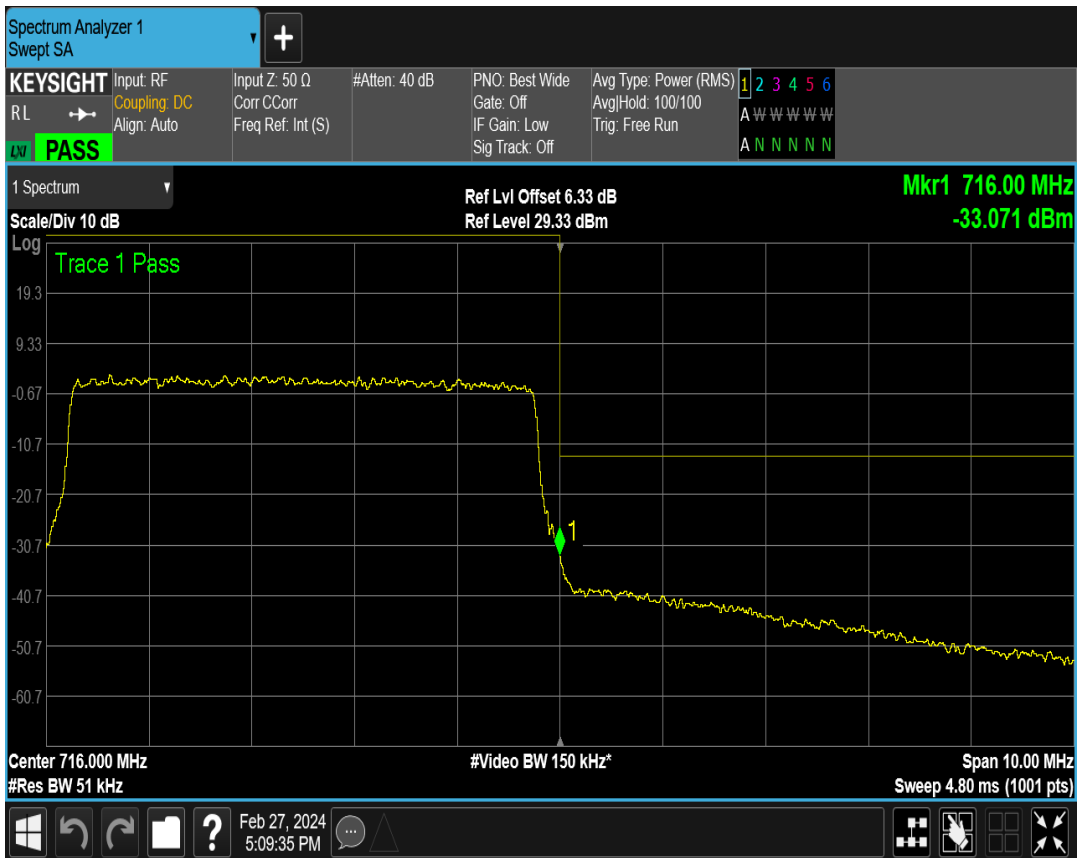 Spectrum Analyzer 1
Swept SA
+
KEYSIGHT
RL
LXI PASS
Input: RF
Coupling: DC
Align: Auto
Input Z: 50 Ω
Corr CCorr
Freq Ref: Int (S)
#Atten: 40 dB
PNO: Best Wide
Gate: Off
IF Gain: Low
Sig Track: Off
Avg Type: Power (RMS)
Avg|Hold: 100/100
Trig: Free Run
1 2 3 4 5 6
A W W W W W
A N N N N N
1 Spectrum
Scale/Div 10 dB
Ref Lvl Offset 6.33 dB
Ref Level 29.33 dBm
Mkr1 716.00 MHz
-33.071 dBm
Log
Trace 1 Pass
19.3
9.33
-0.67
-10.7
-20.7
-30.7
-40.7
-50.7
-60.7
1
Center 716.000 MHz
#Video BW 150 kHz*
Span 10.00 MHz
#Res BW 51 kHz
Sweep 4.80 ms (1001 pts)
?
Feb 27, 2024
5:09:35 PM